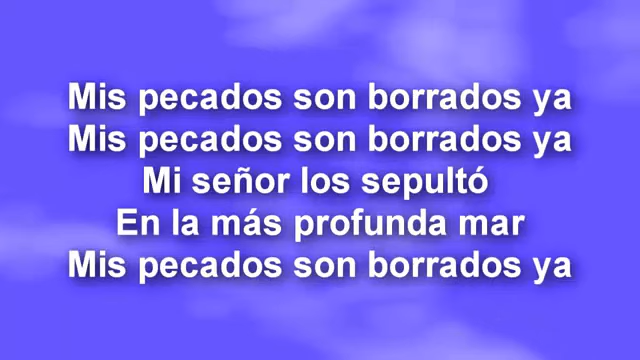 Mis pecados son borrados ya
Mis pecados son borrados ya
Mi señor los sepultó
En la más profunda mar
Mis pecados son borrados ya